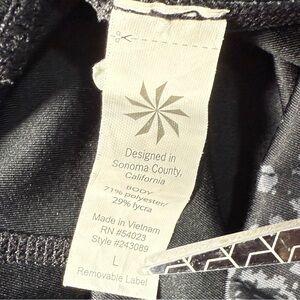 Designed in
Sonoma County,
California
BODY
71% polyester/
29% lycra
Made in Vietnam
RN #54023
Style #243089
L
Removable Label